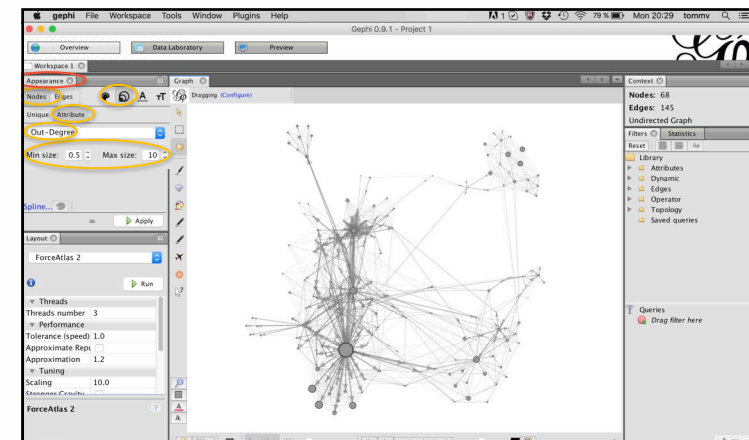 gephi File Workspace Tools Window Plugins Help 1 79 % Mon 20:29 tommv
Gephi 0.9.1 - Project 1
Overview Data Laboratory Preview
Workspace 1
Appearance
Nodes Edges A T
Unique Attribute
Out-Degree
Min size: 0.5 Max size: 10
Spline...
Apply
Layout
ForceAtlas 2
Run
Threads
Threads number 3
Performance
Tolerance (speed) 1.0
Approximate Repu
Approximation 1.2
Tuning
Scaling 10.0
Stronger Gravity
ForceAtlas 2
Graph
Dragging (Configure)
A
A
Context
Nodes: 68
Edges: 145
Undirected Graph
Filters Statistics
Reset
Library
Attributes
Dynamic
Edges
Operator
Topology
Saved queries
Queries
Drag filter here